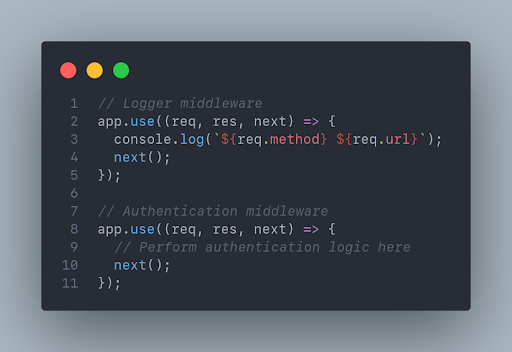 1 // Logger middleware
2 app.use((req, res, next) => {
3   console.log(`${req.method} ${req.url}`);
4   next();
5 });
6
7 // Authentication middleware
8 app.use((req, res, next) => {
9   // Perform authentication logic here
10   next();
11 });